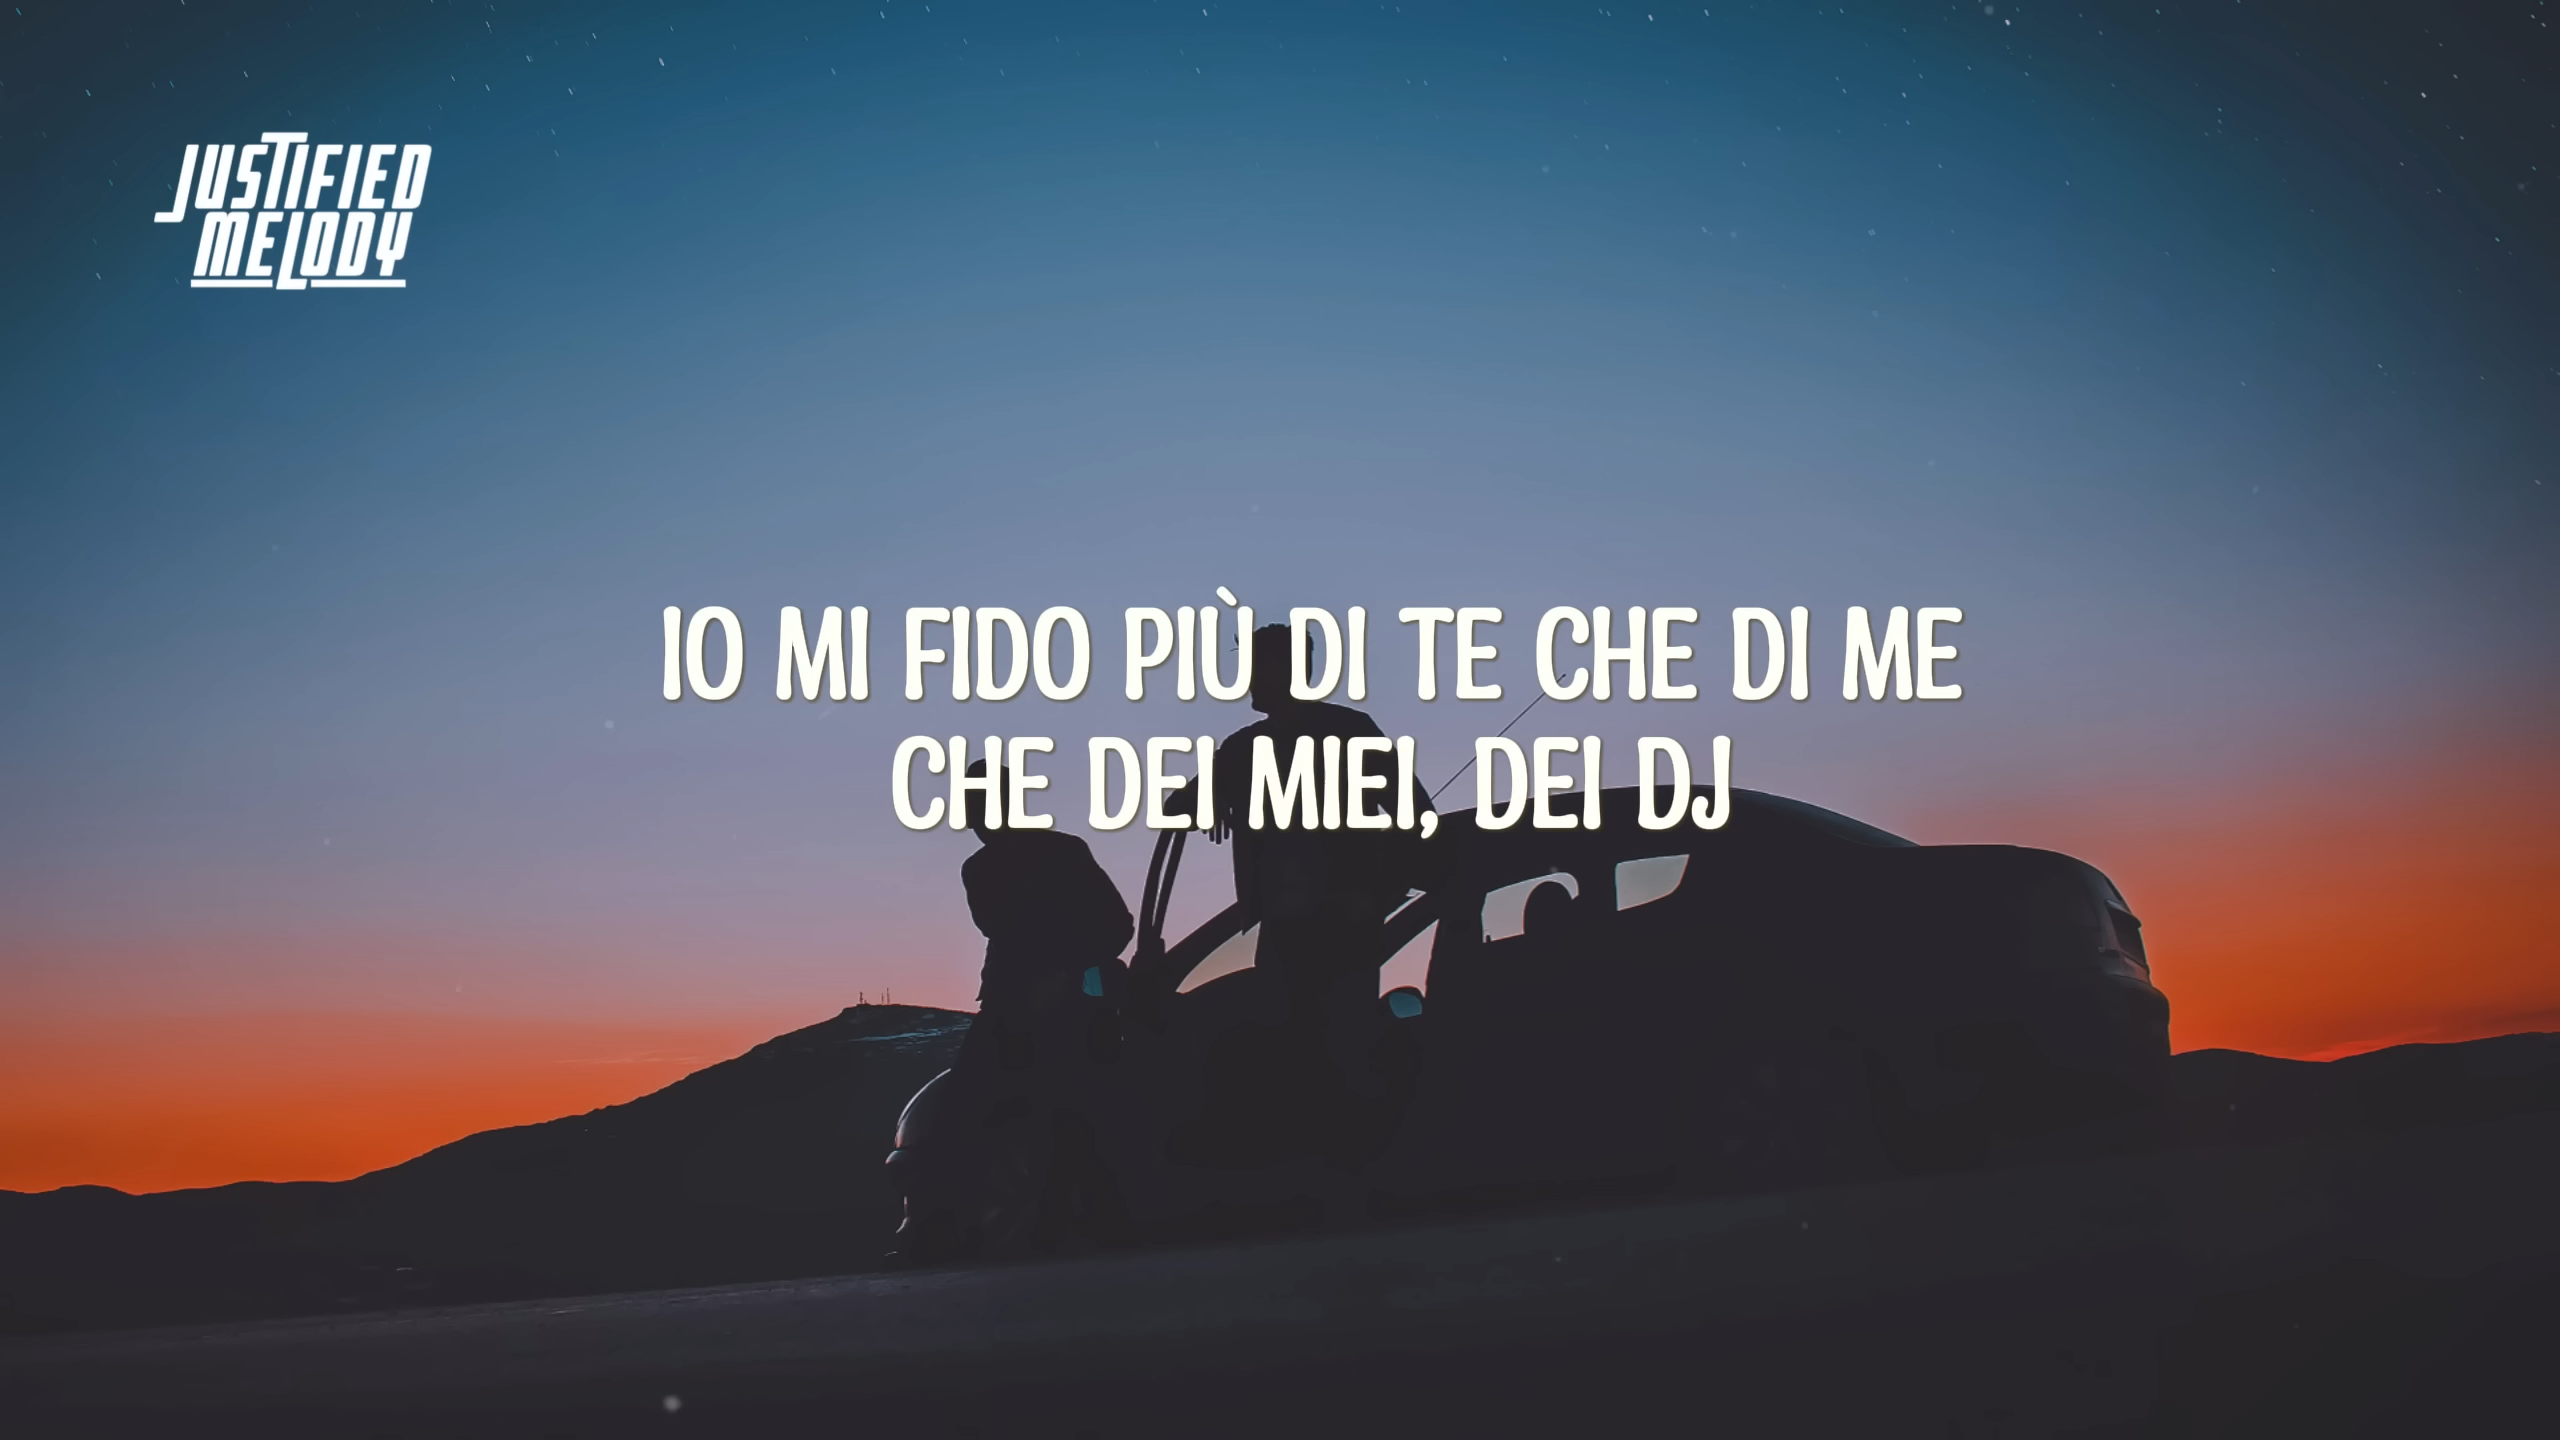 JUSTIFIED
MELODY
IO MI FIDO PIÙ DI TE CHE DI ME
CHE DEI MIEI, DEI DJ